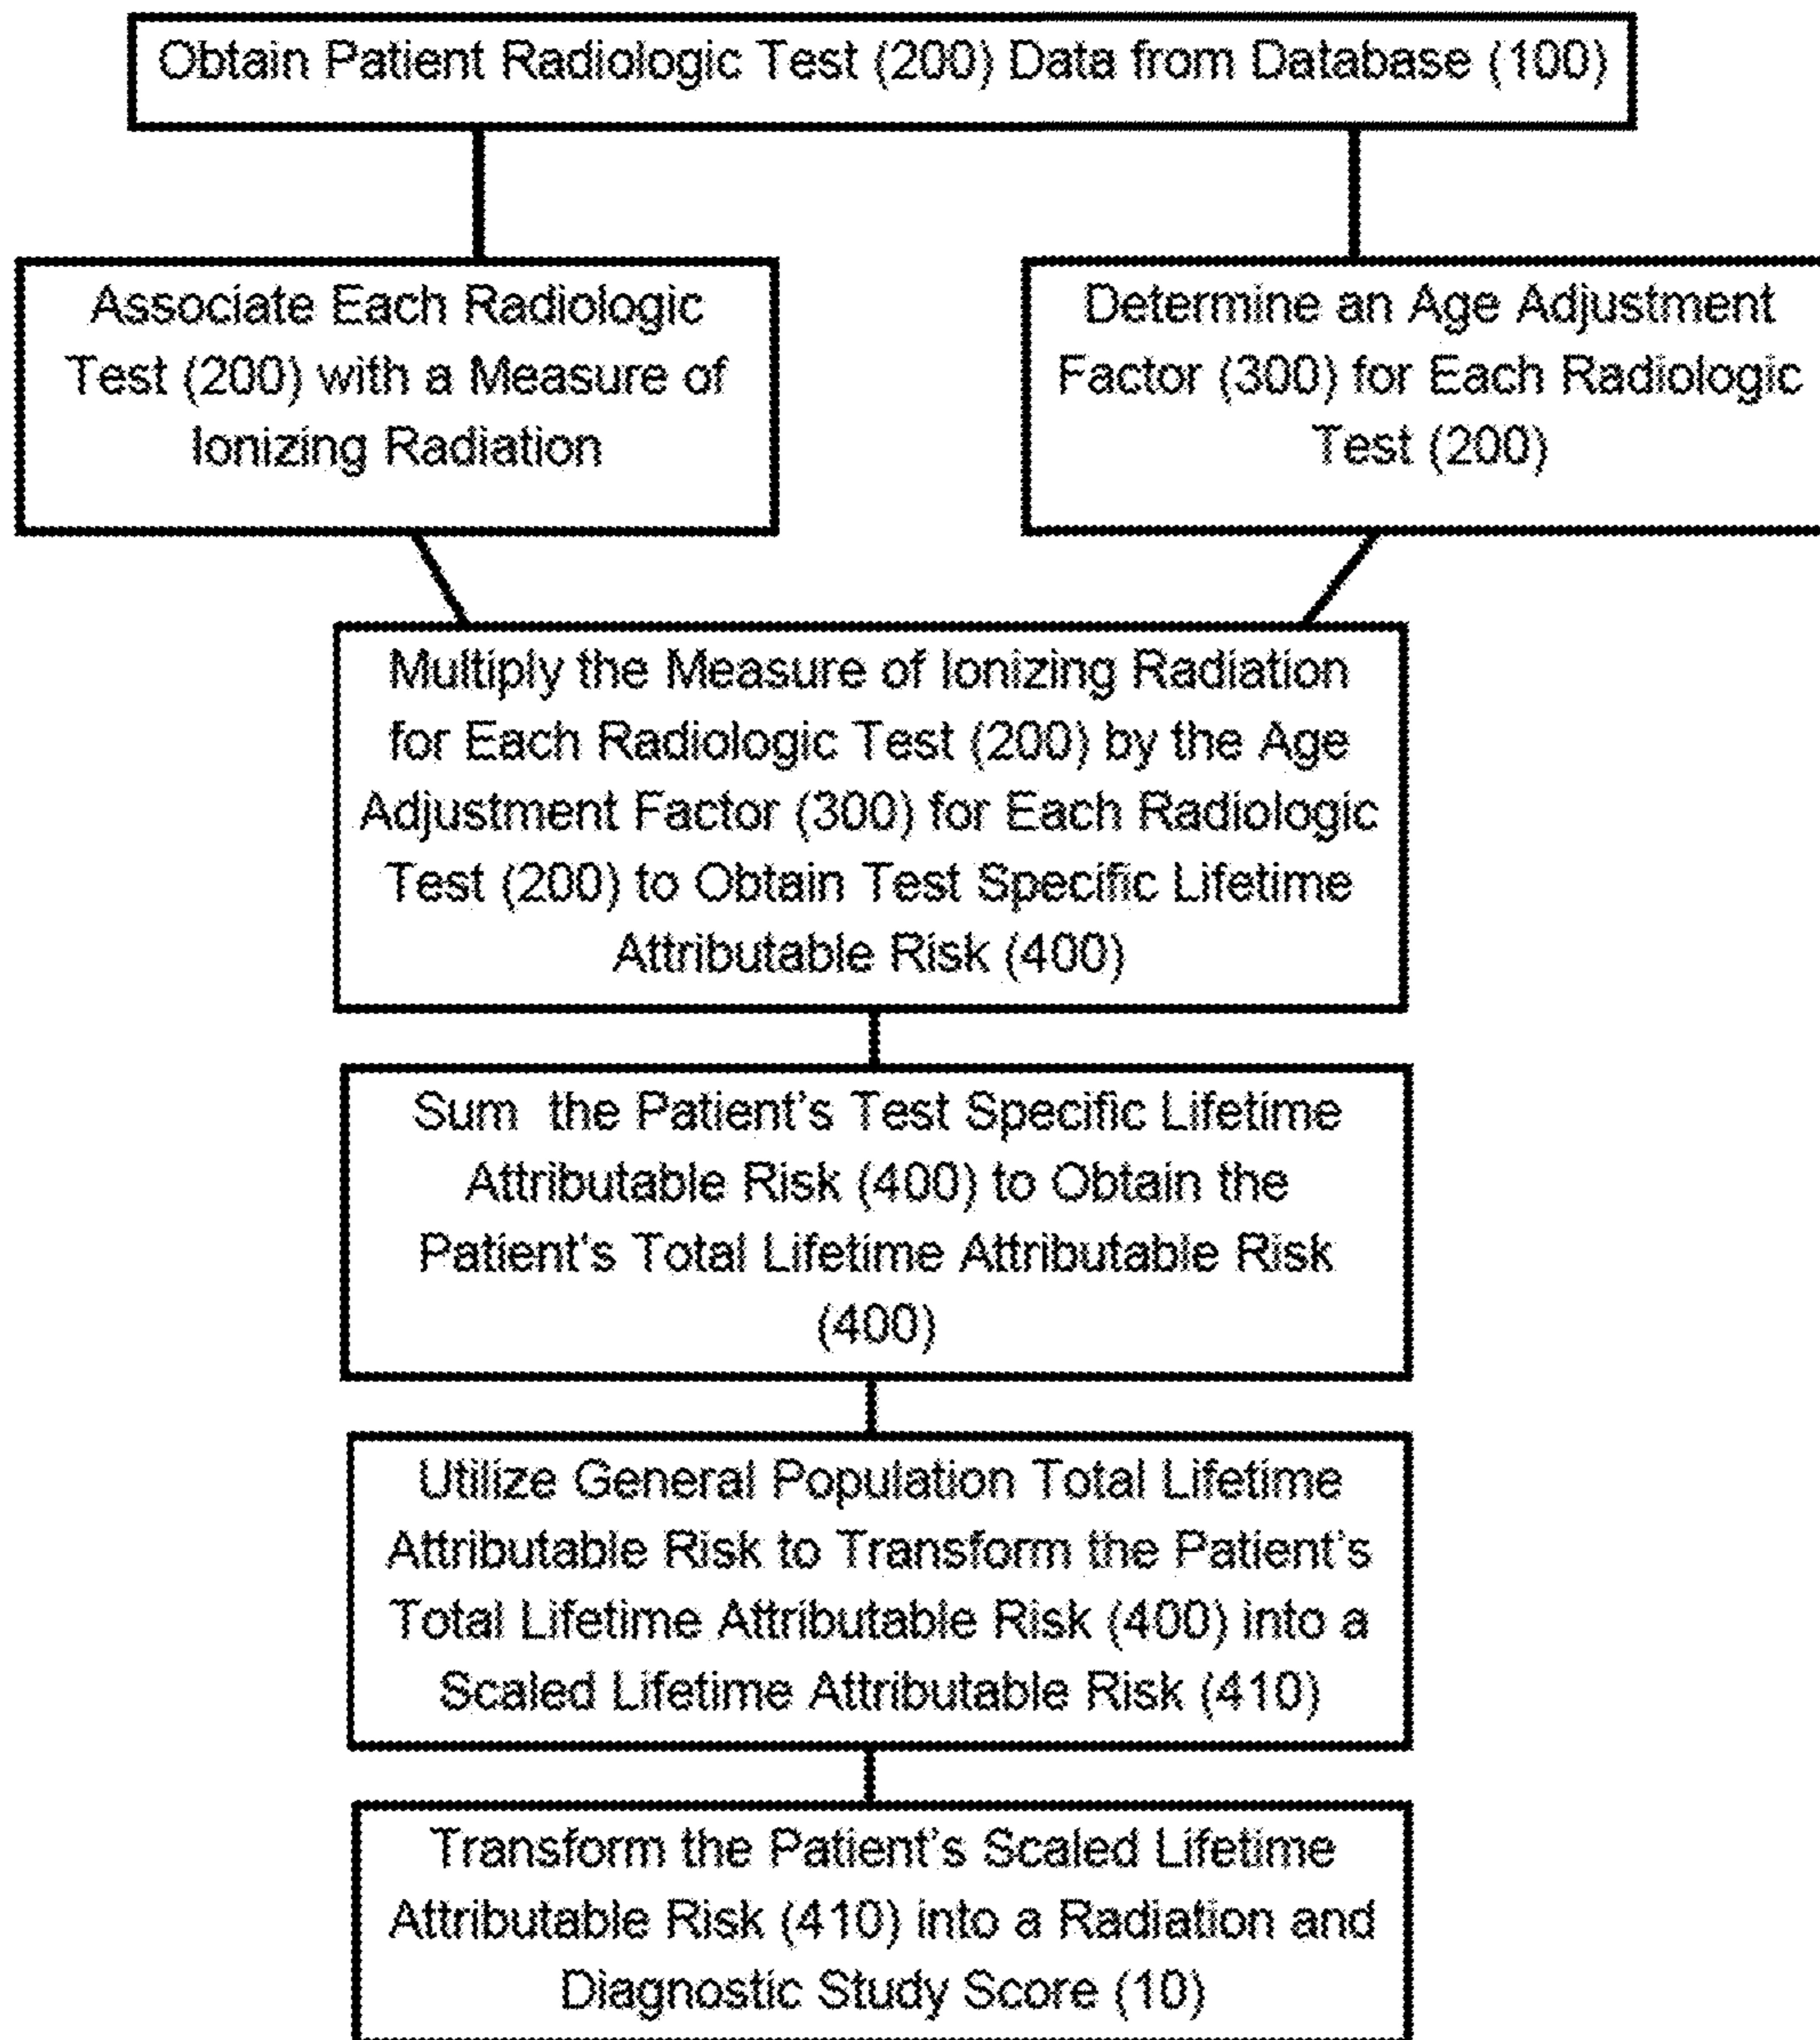 Obtain Patient Radiologic Test (200) Data from Database (100)
Associate Each Radiologic
Test (200) with a Measure of
Ionizing Radiation
Determine an Age Adjustment
Factor (300) for Each Radiologic
Test (200)
Multiply the Measure of Ionizing Radiation
for Each Radiologic Test (200) by the Age
Adjustment Factor (300) for Each Radiologic
Test (200) to Obtain Test Specific Lifetime
Attributable Risk (400)
Sum the Patient's Test Specific Lifetime
Attributable Risk (400) to Obtain the
Patient's Total Lifetime Attributable Risk
(400)
Utilize General Population Total Lifetime
Attributable Risk to Transform the Patient's
Total Lifetime Attributable Risk (400) into a
Scaled Lifetime Attributable Risk (410)
Transform the Patient's Scaled Lifetime
Attributable Risk (410) into a Radiation and
Diagnostic Study Score (10)